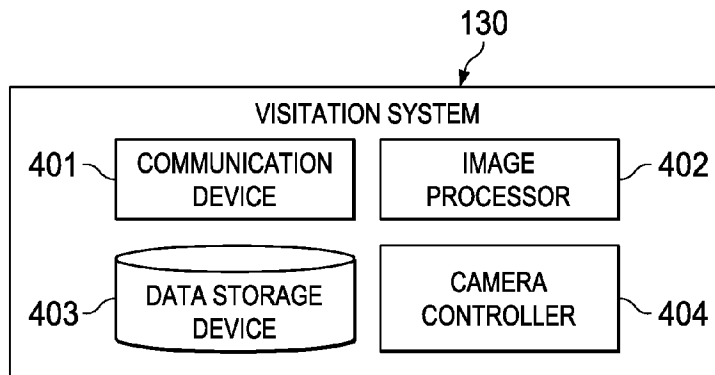 130
VISITATION SYSTEM
401
COMMUNICATION
DEVICE
IMAGE
PROCESSOR
402
403
DATA STORAGE
DEVICE
CAMERA
CONTROLLER
404